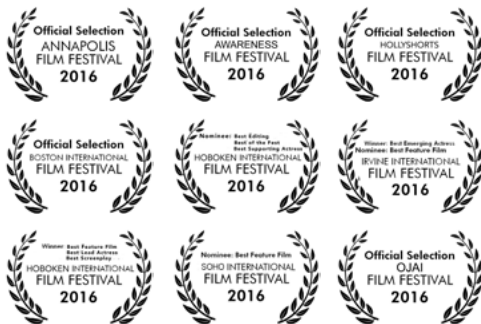 Official Selection
ANNAPOLIS
FILM FESTIVAL
2016
Official Selection
AWARENESS
FILM FESTIVAL
2016
Official Selection
HOLLYSHORTS
FILM FESTIVAL
2016
Official Selection
BOSTON INTERNATIONAL
FILM FESTIVAL
2016
Nominee: Best Editing
Best of the Fest
Best Supporting Actress
HOBOKEN INTERNATIONAL
FILM FESTIVAL
2016
Winner: Best Emerging Actress
Nominee: Best Feature Film
IRVINE INTERNATIONAL
FILM FESTIVAL
2016
Winner Best Feature Film
Best Lead Actress
Best Screenplay
HOBOKEN INTERNATIONAL
FILM FESTIVAL
2016
Nominee: Best Feature Film
SOHO INTERNATIONAL
FILM FESTIVAL
2016
Official Selection
OJAI
FILM FESTIVAL
2016